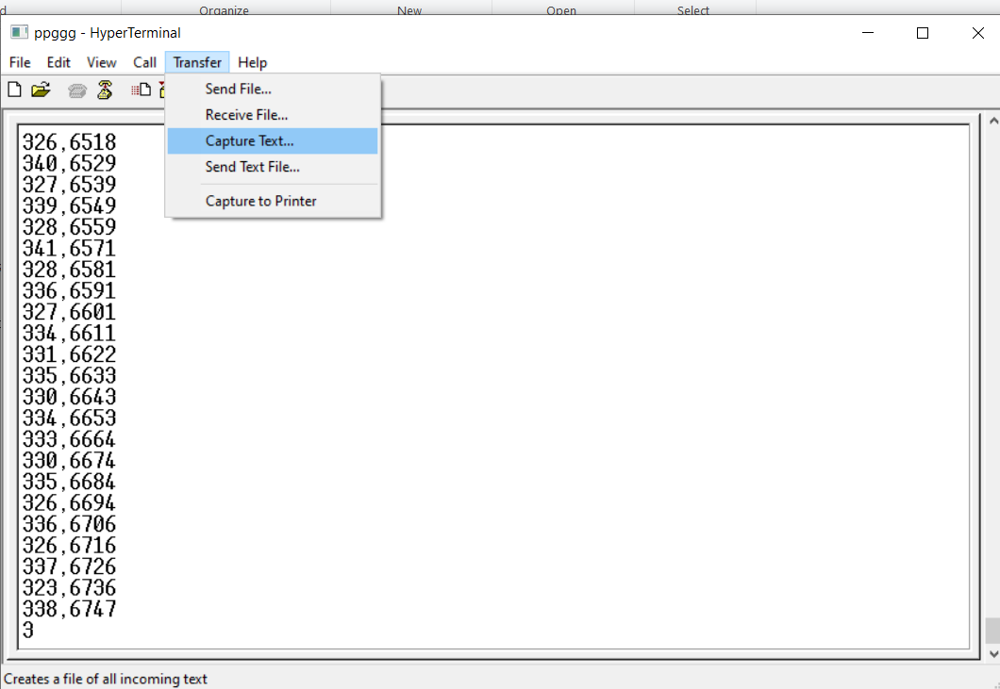 Organize New Open Select
ppggg - HyperTerminal
File Edit View Call Transfer Help
Send File...
Receive File...
Capture Text...
Send Text File...
Capture to Printer
326,6518
340,6529
327,6539
339,6549
328,6559
341,6571
328,6581
336,6591
327,6601
334,6611
331,6622
335,6633
330,6643
334,6653
333,6664
330,6674
335,6684
326,6694
336,6706
326,6716
337,6726
323,6736
338,6747
3
Creates a file of all incoming text